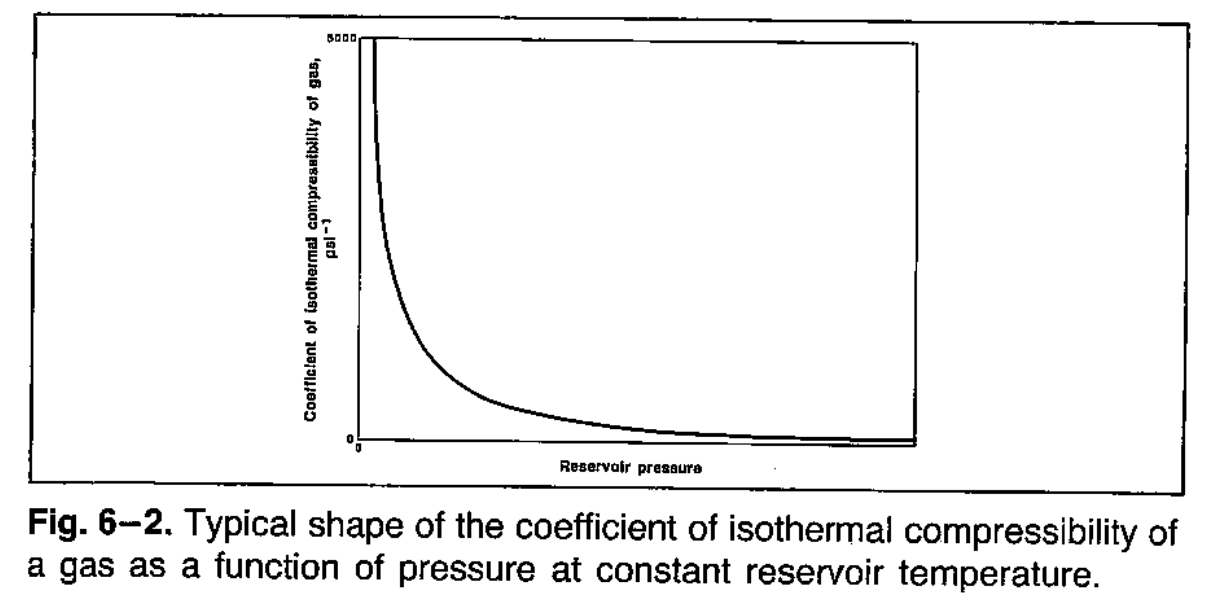 5000
Coefficient of isothermal compressibility of gas,
psi⁻¹
0
0
Reservoir pressure
Fig. 6–2. Typical shape of the coefficient of isothermal compressibility of
a gas as a function of pressure at constant reservoir temperature.